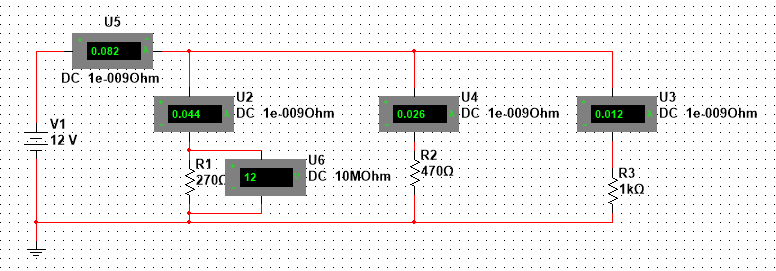 U5
0.082 A
DC 1e-009Ohm
V1
12 V
U2
0.044 A
DC 1e-009Ohm
U4
0.026 A
DC 1e-009Ohm
U3
0.012 A
DC 1e-009Ohm
R1
270Ω
U6
12 V
DC 10MOhm
R2
470Ω
R3
1kΩ